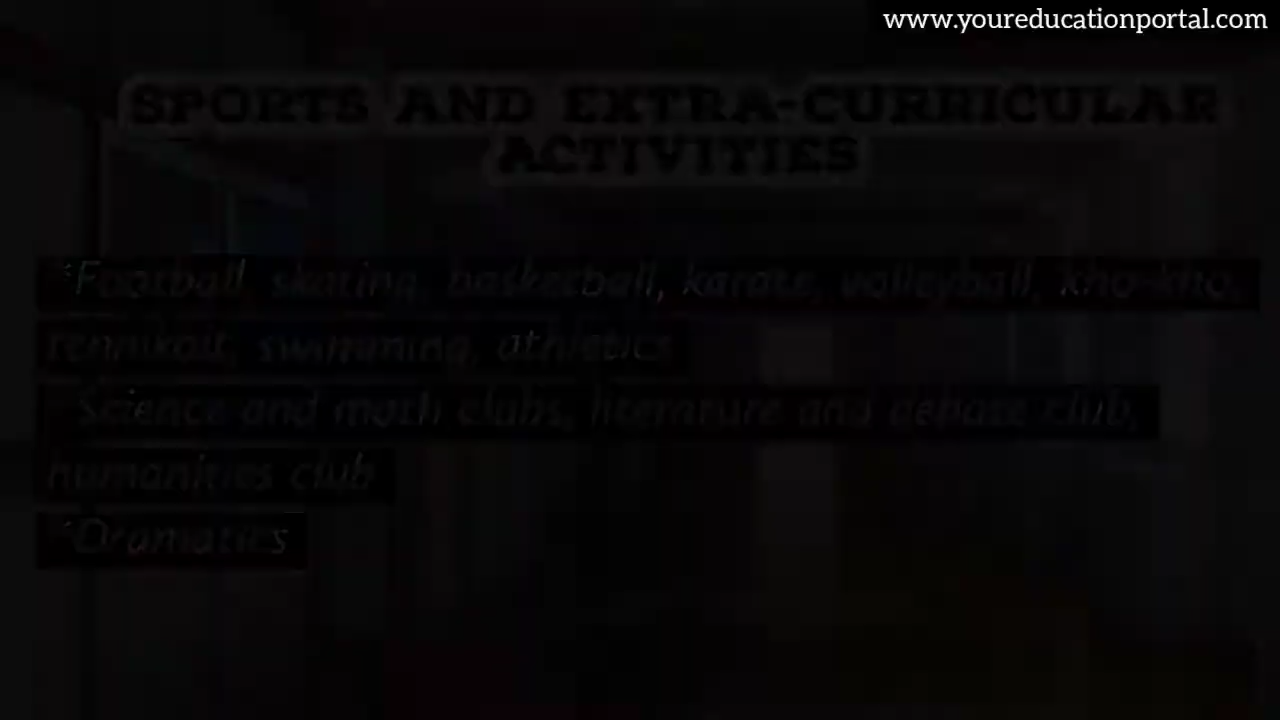 www.youreducationportal.com
SPORTS AND EXTRA-CURRICULAR
ACTIVITIES
*Football, skating, basketball, karate, volleyball, kho-kho,
tennikoit, swimming, athletics
*Science and math clubs, literature and debate club,
humanities club
*Dramatics